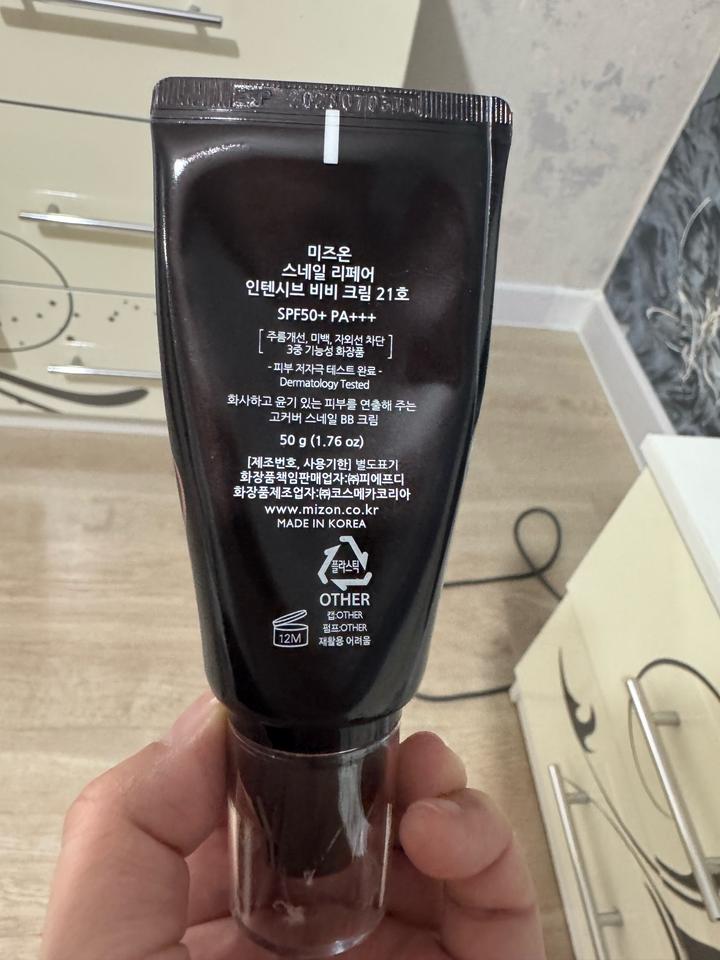 미즈온
스네일 리페어
인텐시브 비비 크림 21호
SPF50+ PA+++
[ 주름개선, 미백, 자외선 차단
3중 기능성 화장품 ]
- 피부 저자극 테스트 완료 -
Dermatology Tested
화사하고 윤기 있는 피부를 연출해 주는
고커버 스네일 BB 크림
50 g (1.76 oz)
[제조번호, 사용기한] 별도표기
화장품책임판매업자:㈜피에프디
화장품제조업자:㈜코스메카코리아
www.mizon.co.kr
MADE IN KOREA
플라스틱
OTHER
캡:OTHER
펌프:OTHER
재활용 어려움
12M